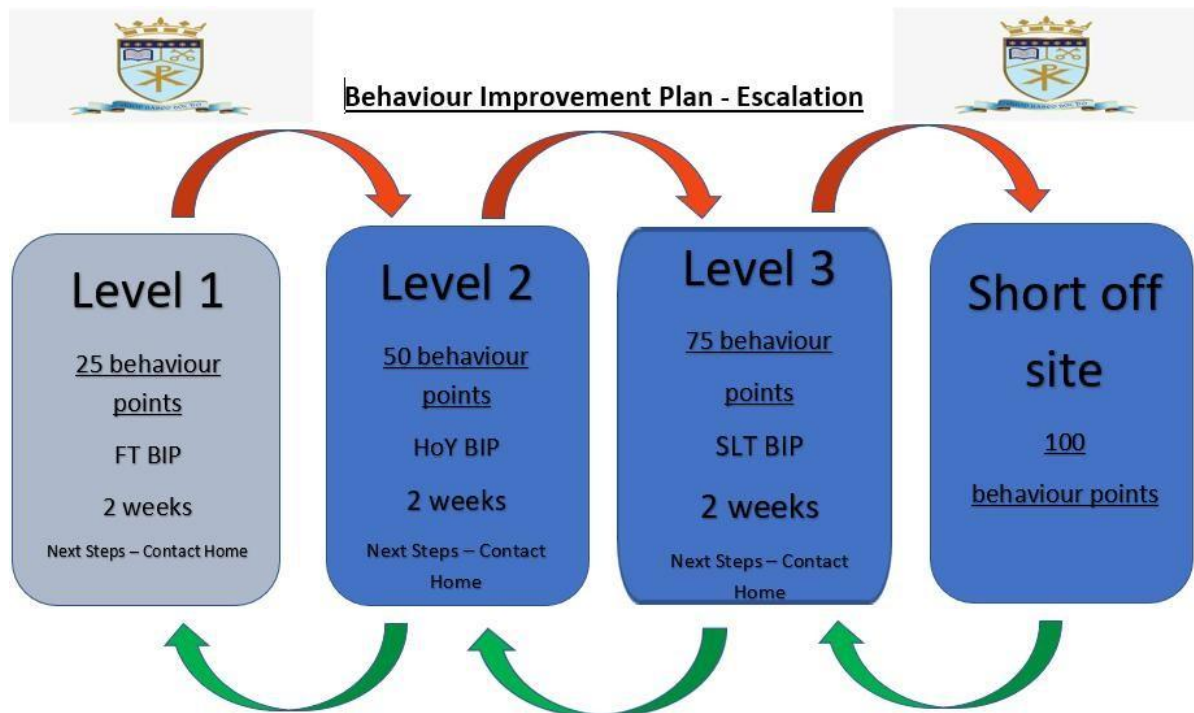 Behaviour Improvement Plan - Escalation
Level 1
25 behaviour
points
FT BIP
2 weeks
Next Steps – Contact Home
Level 2
50 behaviour
points
HoY BIP
2 weeks
Next Steps – Contact
Home
Level 3
75 behaviour
points
SLT BIP
2 weeks
Next Steps – Contact
Home
Short off
site
100
behaviour points